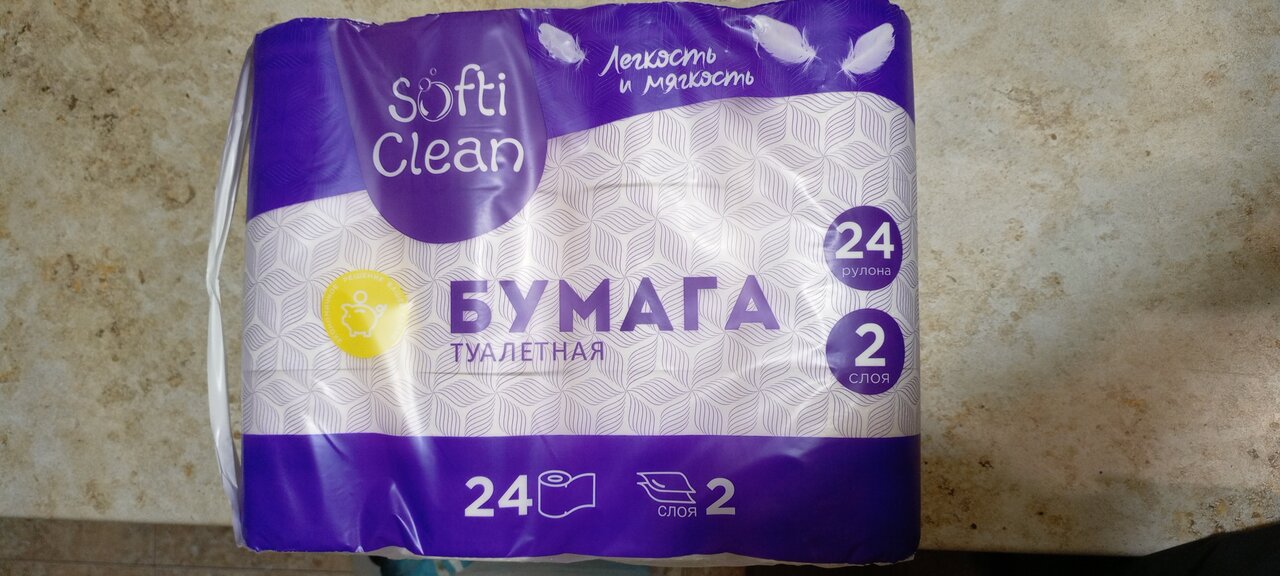 Softi
Clean
Легкость
и мягкость
24
рулона
БУМАГА
ТУАЛЕТНАЯ
2
слоя
24
слоя 2